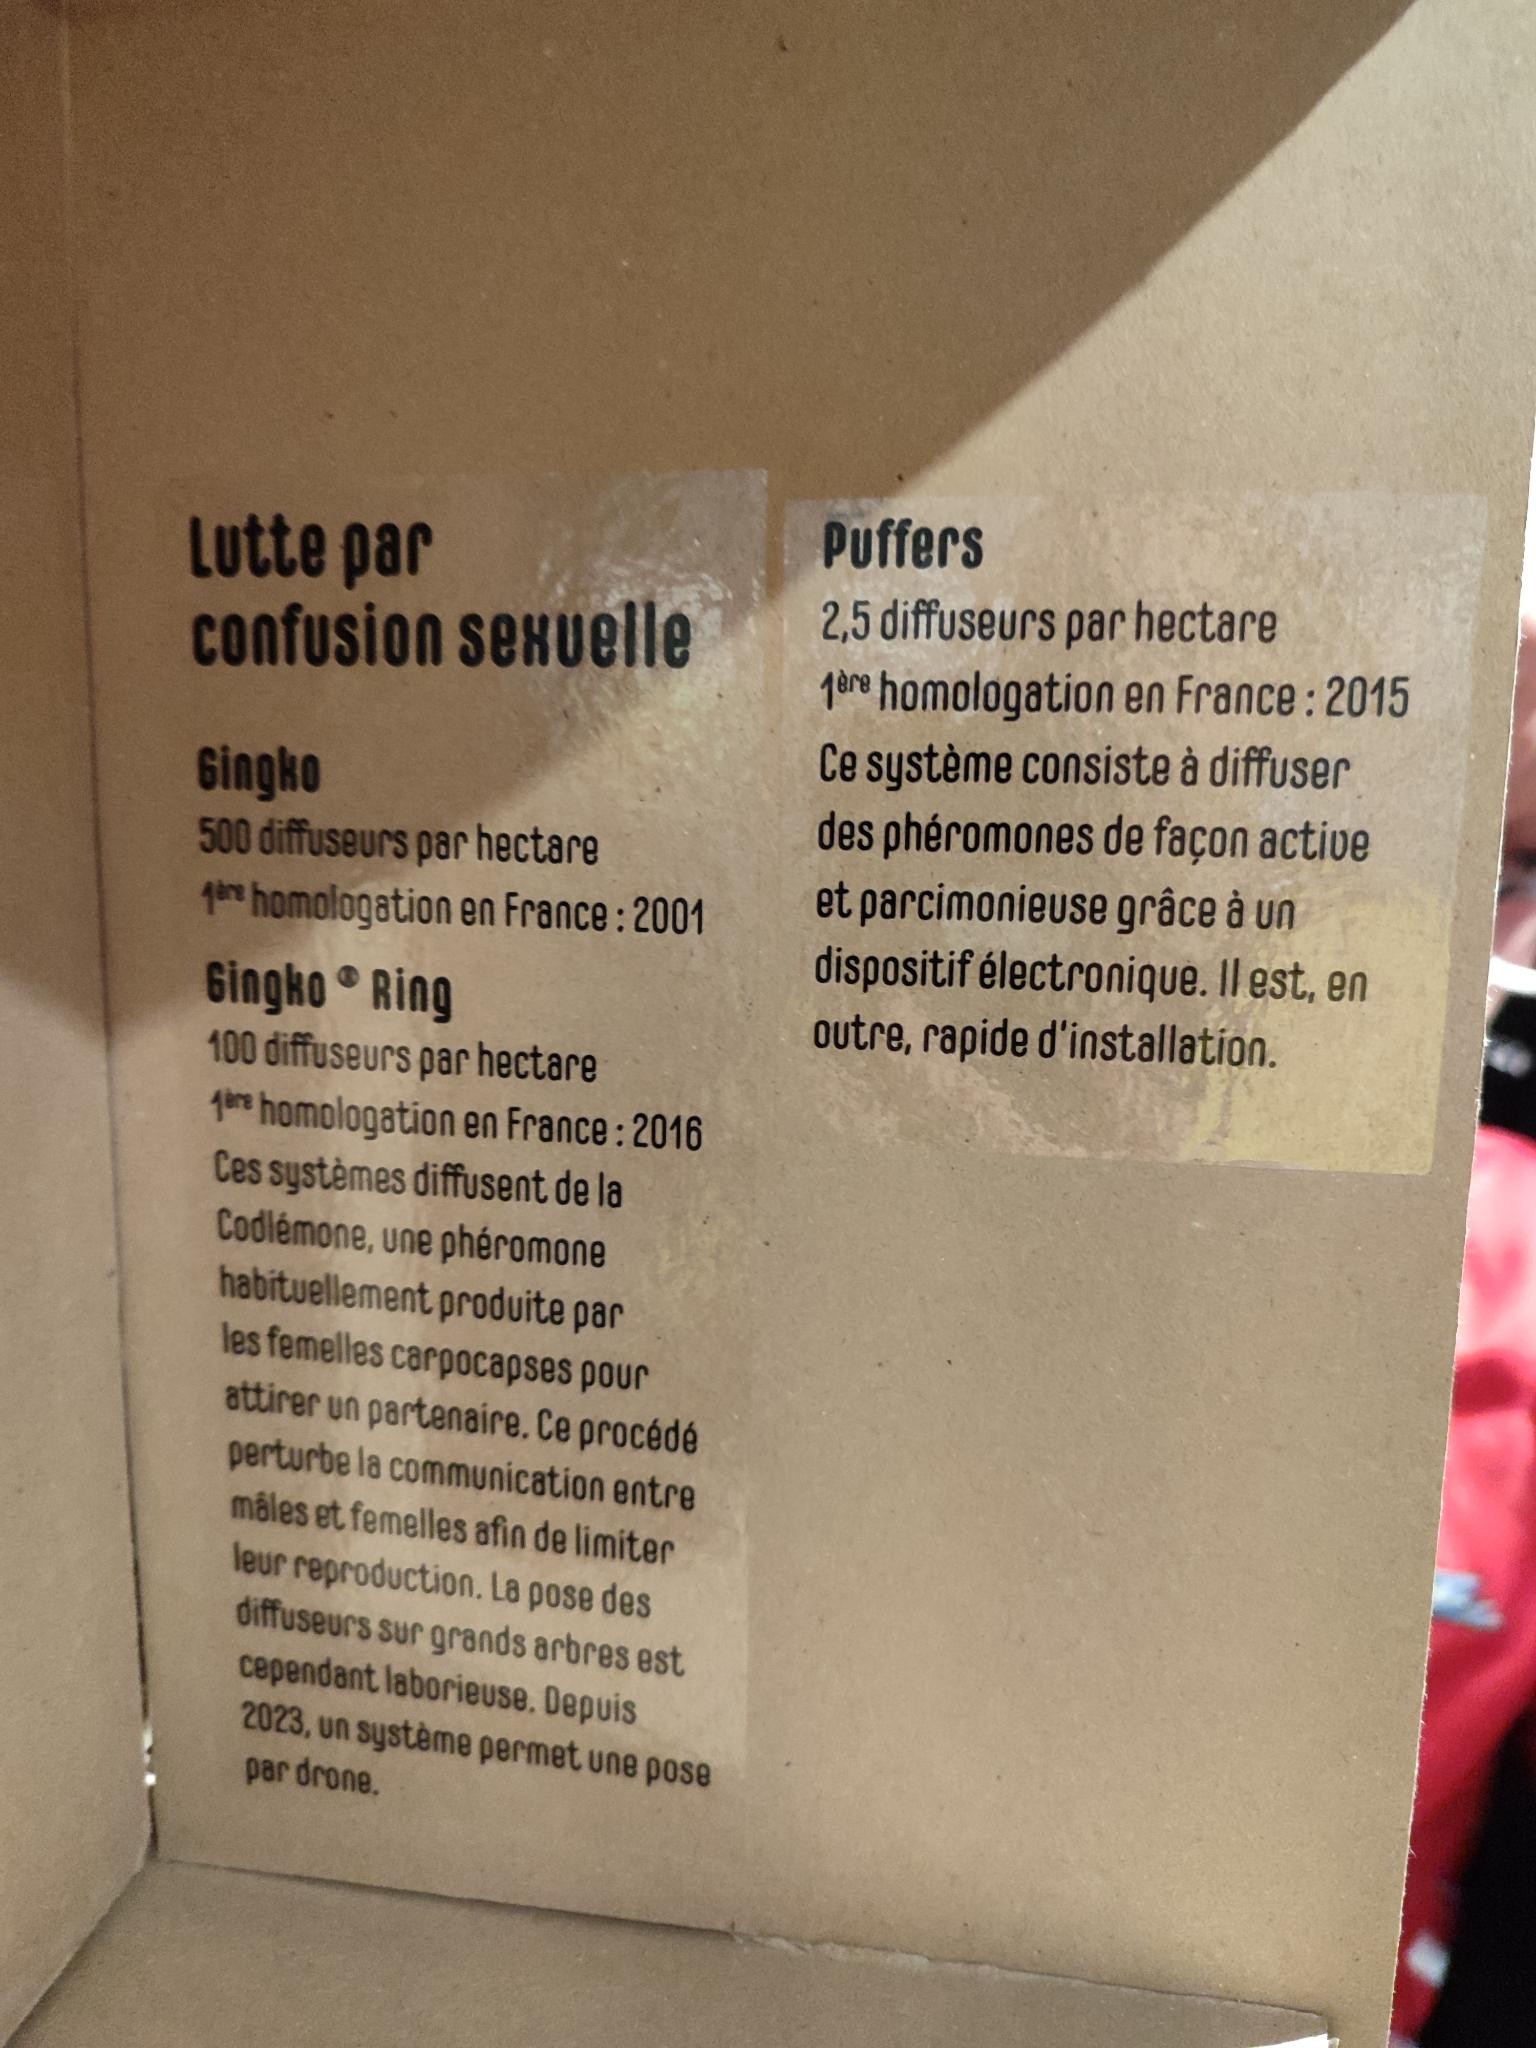 Lutte par
confusion sexuelle
Gingko
500 diffuseurs par hectare
1ère homologation en France : 2001
Gingko ® Ring
100 diffuseurs par hectare
1ère homologation en France : 2016
Ces systèmes diffusent de la
Codlémone, une phéromone
habituellement produite par
les femelles carpocapses pour
attirer un partenaire. Ce procédé
perturbe la communication entre
mâles et femelles afin de limiter
leur reproduction. La pose des
diffuseurs sur grands arbres est
cependant laborieuse. Depuis
2023, un système permet une pose
par drone.
Puffers
2,5 diffuseurs par hectare
1ère homologation en France : 2015
Ce système consiste à diffuser
des phéromones de façon active
et parcimonieuse grâce à un
dispositif électronique. Il est, en
outre, rapide d'installation.